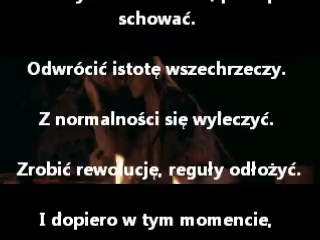 schować.
Odwrócić istotę wszechrzeczy.
Z normalności się wyleczyć.
Zrobić rewolucję, reguły odłożyć.
I dopiero w tym momencie,